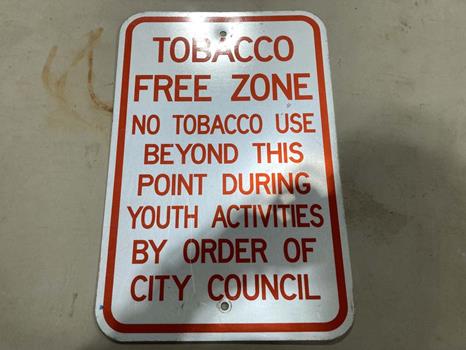 TOBACCO
FREE ZONE
NO TOBACCO USE
BEYOND THIS
POINT DURING
YOUTH ACTIVITIES
BY ORDER OF
CITY COUNCIL